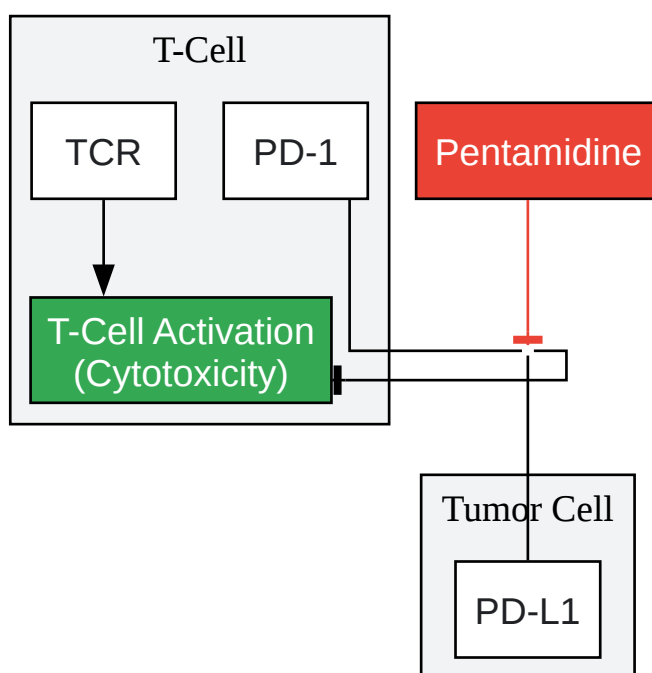 T-Cell
TCR
PD-1
Pentamidine
T-Cell Activation
(Cytotoxicity)
Tumor Cell
PD-L1